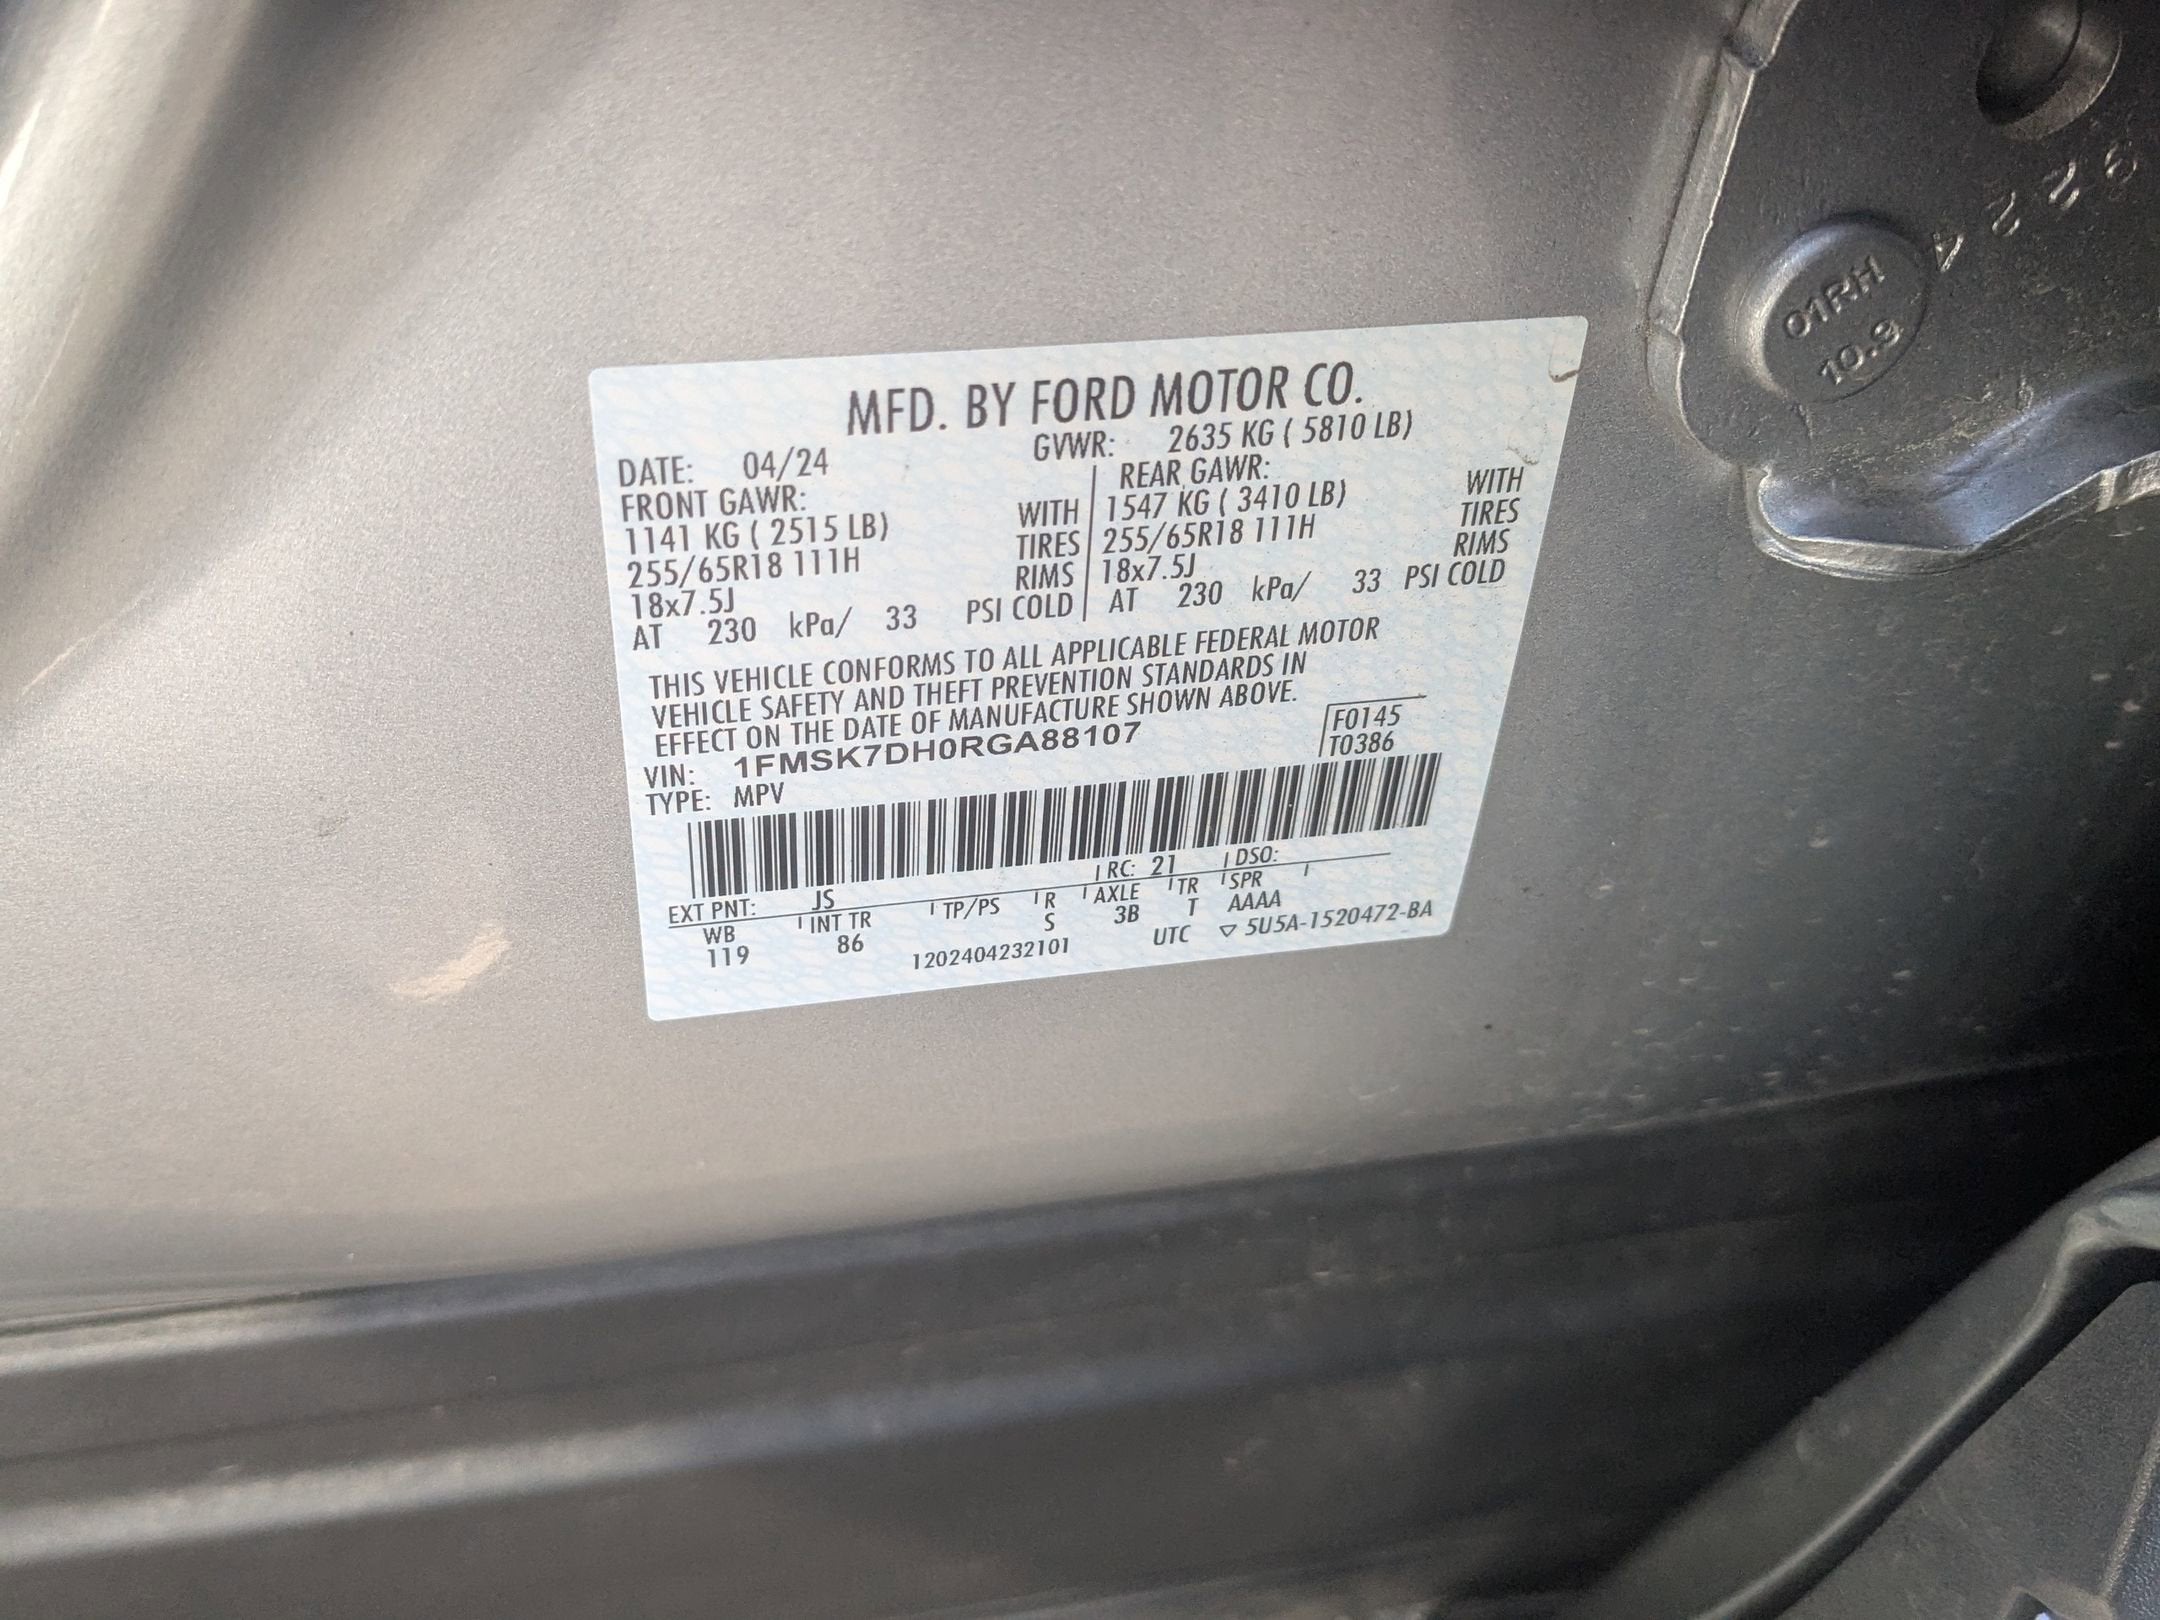 MFD. BY FORD MOTOR CO.
DATE: 04/24 GVWR: 2635 KG ( 5810 LB)
FRONT GAWR: REAR GAWR:
1141 KG ( 2515 LB) WITH 1547 KG ( 3410 LB) WITH
255/65R18 111H TIRES 255/65R18 111H TIRES
18x7.5J RIMS 18x7.5J RIMS
AT 230 kPa/ 33 PSI COLD AT 230 kPa/ 33 PSI COLD
THIS VEHICLE CONFORMS TO ALL APPLICABLE FEDERAL MOTOR
VEHICLE SAFETY AND THEFT PREVENTION STANDARDS IN
EFFECT ON THE DATE OF MANUFACTURE SHOWN ABOVE.
VIN: 1FMSK7DH0RGA88107 F0145
TYPE: MPV T0386
EXT PNT: JS RC: 21 DSO:
WB INT TR TP/PS R AXLE TR SPR
119 86 S 3B T AAAA
1202404232101 UTC ▽ 5U5A-1520472-BA
9224
01RH
10.9